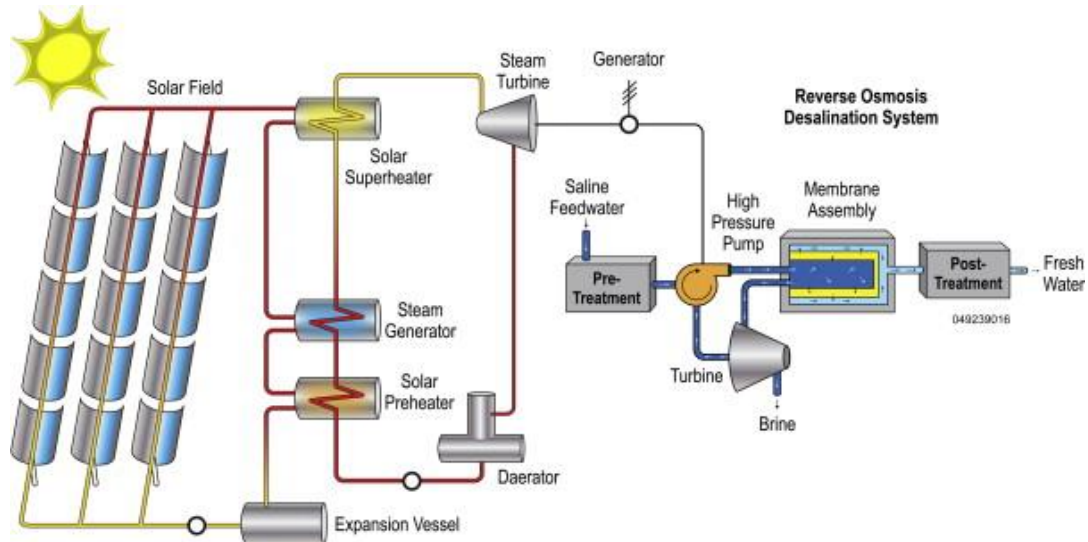 Solar Field
Steam
Turbine
Generator
Reverse Osmosis
Desalination System
Solar
Superheater
Saline
Feedwater
High
Pressure
Pump
Membrane
Assembly
Pre-
Treatment
Post-
Treatment
Fresh
Water
049239016
Steam
Generator
Turbine
Solar
Preheater
Brine
Daerator
Expansion Vessel